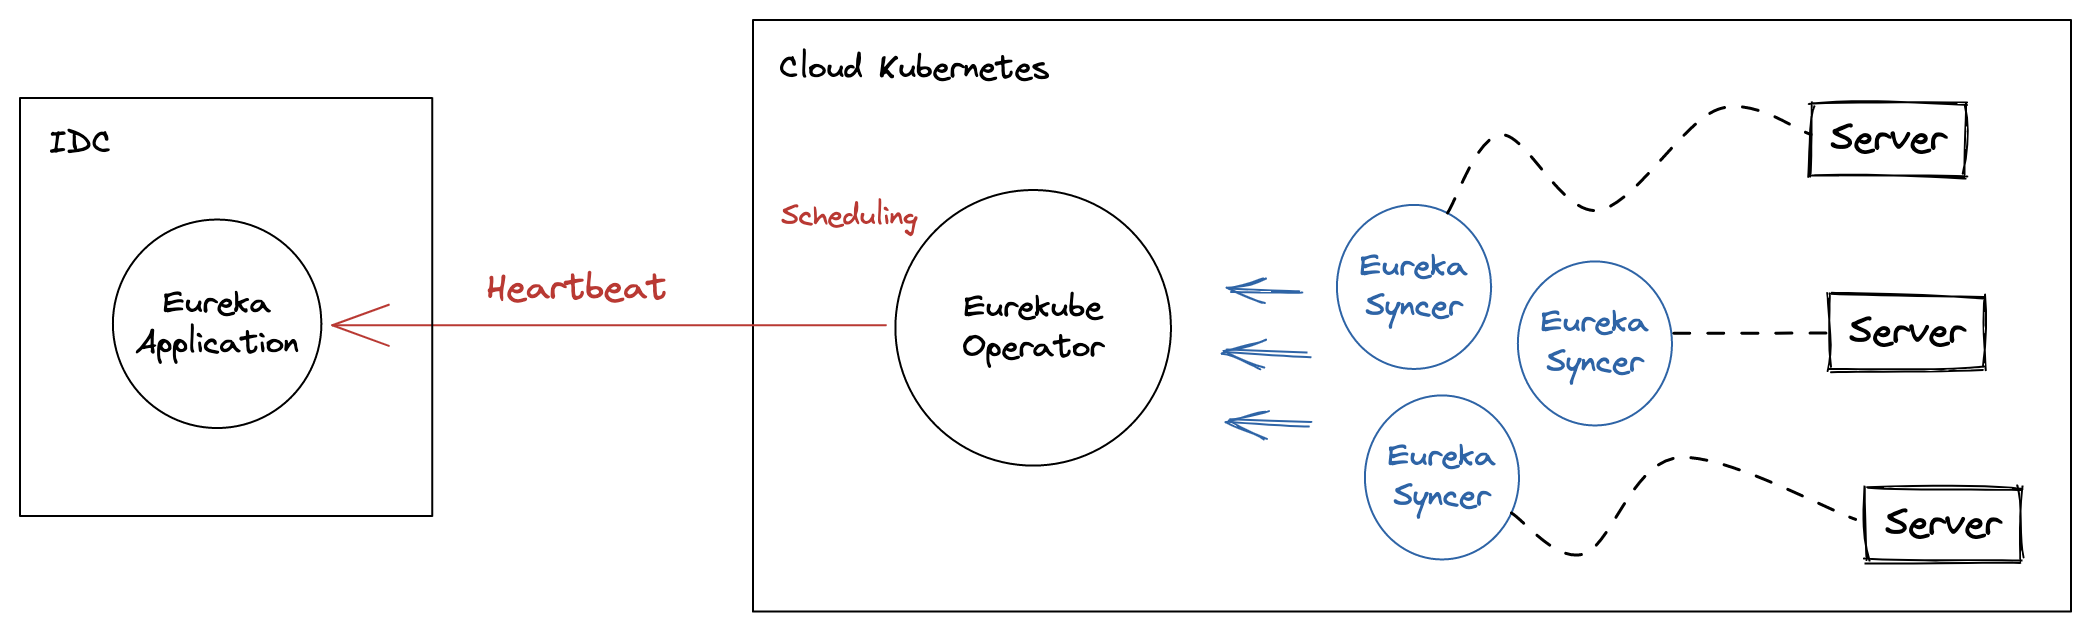 IDC
Eureka
Application
Heartbeat
Cloud Kubernetes
Scheduling
Eurekube
Operator
Eureka
Syncer
Eureka
Syncer
Eureka
Syncer
Server
Server
Server